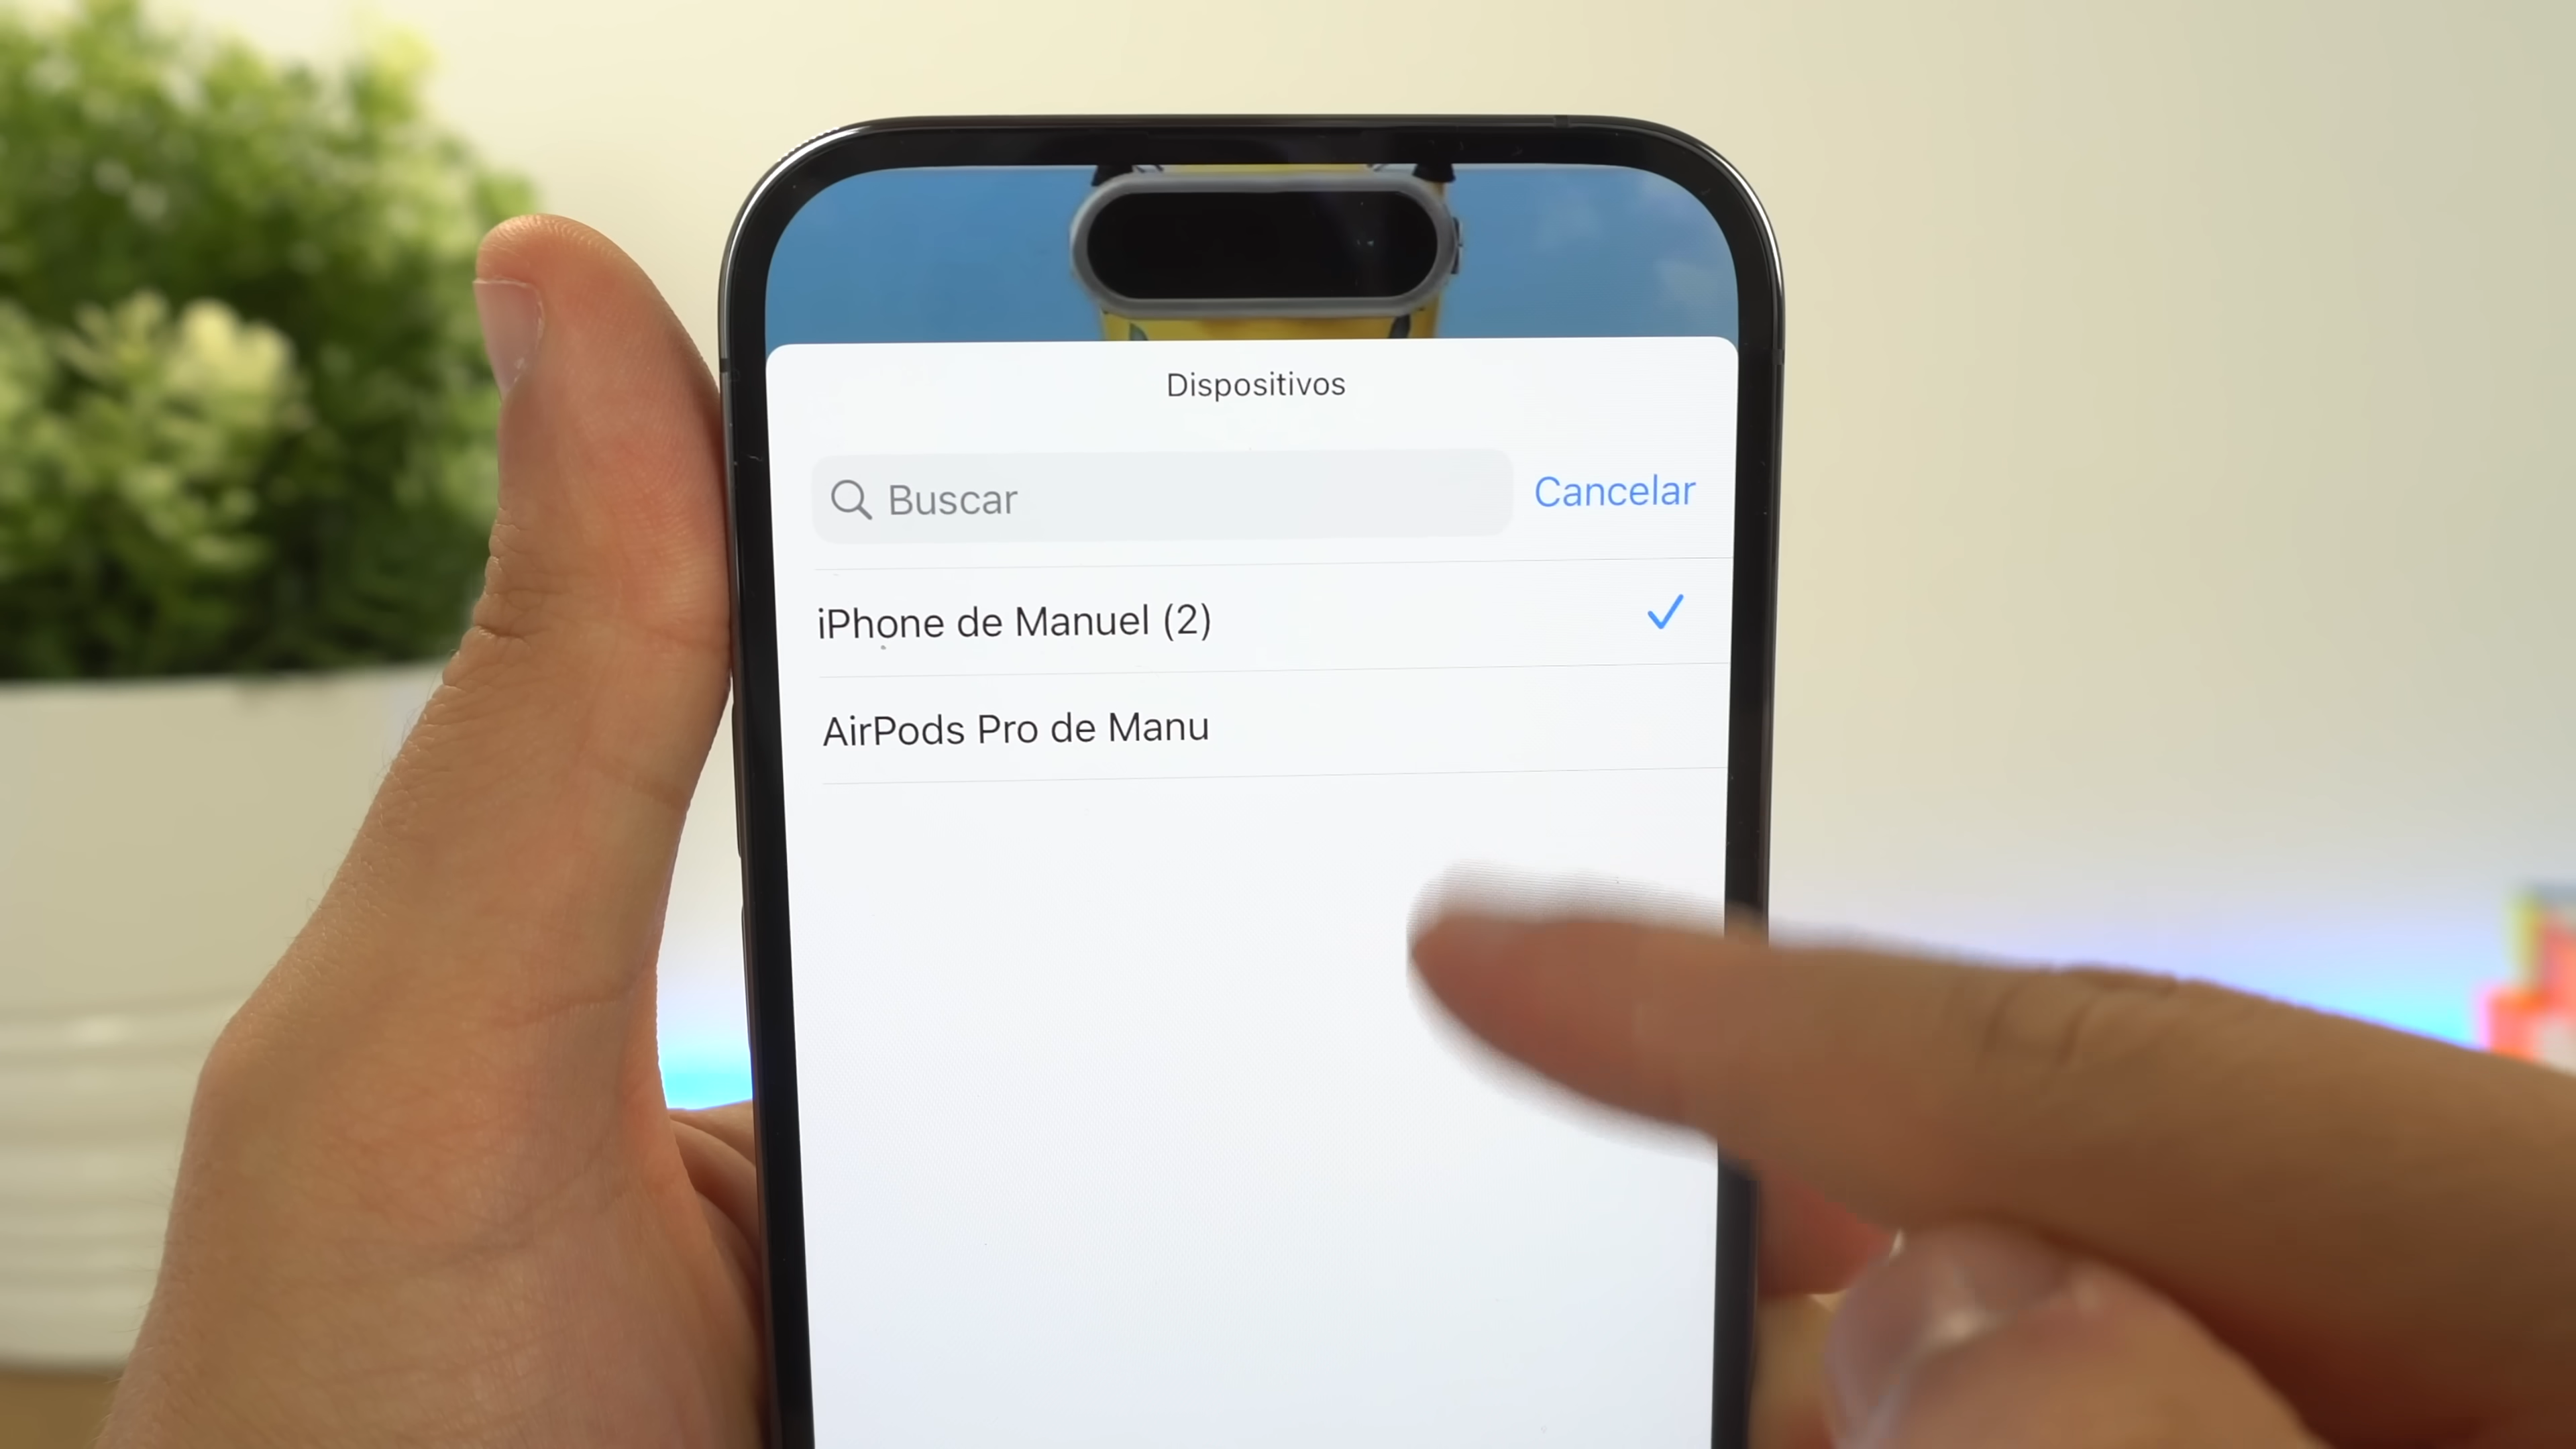 Dispositivos
Buscar
Cancelar
iPhone de Manuel (2)
AirPods Pro de Manu